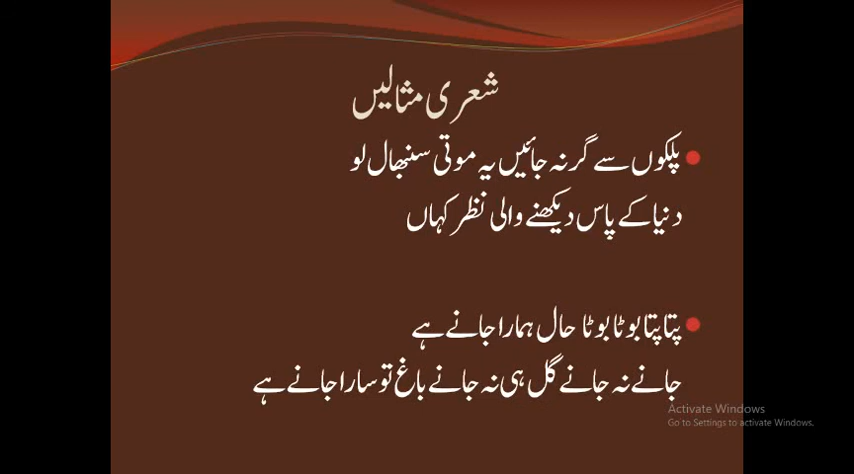 شعری مثالیں
پلکوں سے گر نہ جائیں یہ موتی سنبھال لو
دنیا کے پاس دیکھنے والی نظر کہاں
پتا پتا بوٹا بوٹا حال ہمارا جانے ہے
جانے نہ جانے گل ہی نہ جانے باغ تو سارا جانے ہے
Activate Windows
Go to Settings to activate Windows.